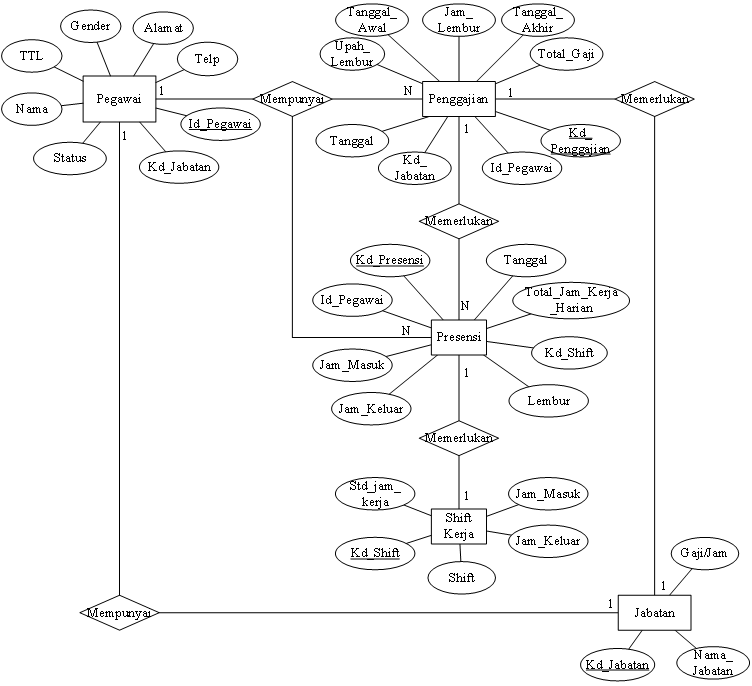 Gender
Alamat
TTL
Telp
Nama
Pegawai
Id_Pegawai
Status
Kd_Jabatan
1
1
Mempunyai
N
Tanggal_
Awal
Jam_
Lembur
Tanggal_
Akhir
Upah_
Lembur
Total_Gaji
Penggajian
1
1
Tanggal
Kd_
Jabatan
Id_Pegawai
Kd_
Penggajian
Memerlukan
Memerlukan
Kd_Presensi
Tanggal
Id_Pegawai
N
Total_Jam_Kerja
_Harian
N
Presensi
Jam_Masuk
1
Kd_Shift
Jam_Keluar
Lembur
Memerlukan
Std_jam_
kerja
1
Jam_Masuk
Shift
Kerja
Kd_Shift
Jam_Keluar
Shift
Gaji/Jam
1
Mempunyai
1
Jabatan
Kd_Jabatan
Nama_
Jabatan